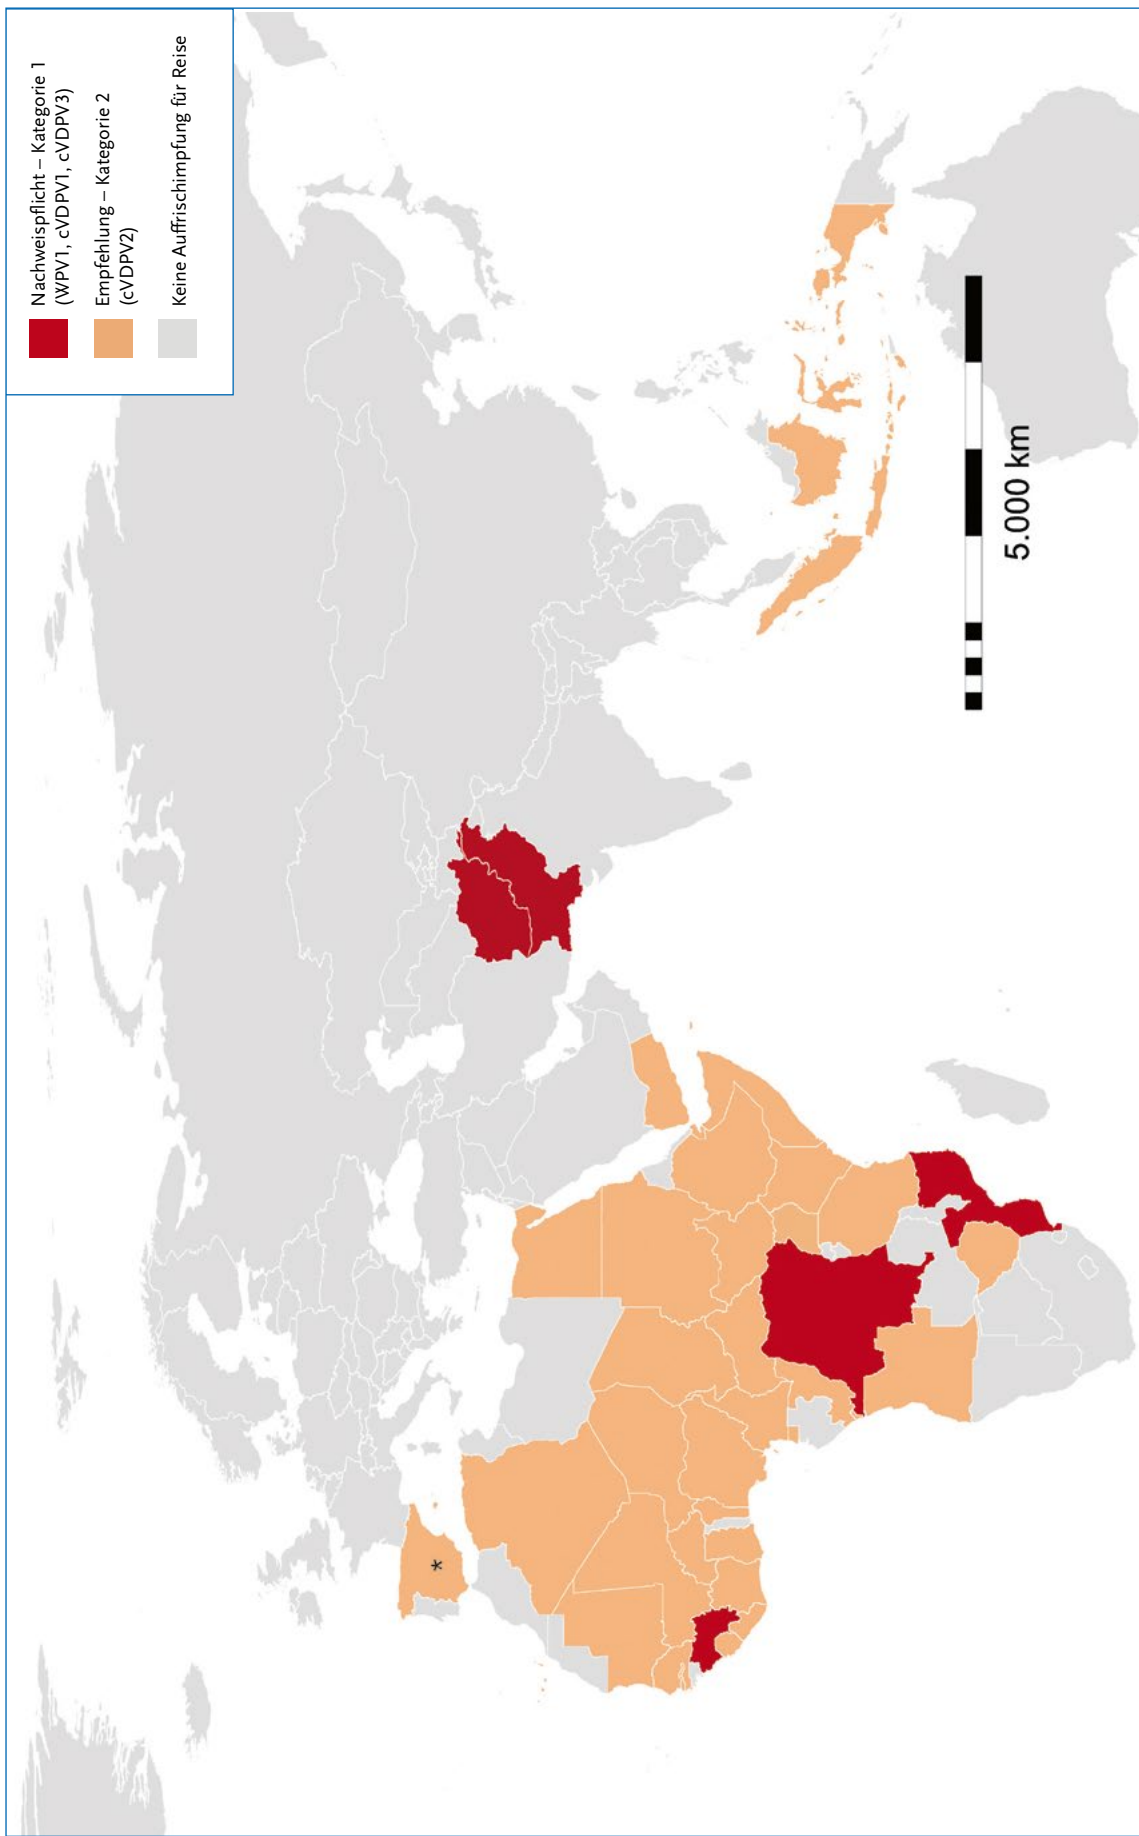 Nachweispflicht – Kategorie 1
(WPV1, cVDPV1, cVDPV3)
Empfehlung – Kategorie 2
(cVDPV2)
Keine Auffrischimpfung für Reise
*
5.000 km